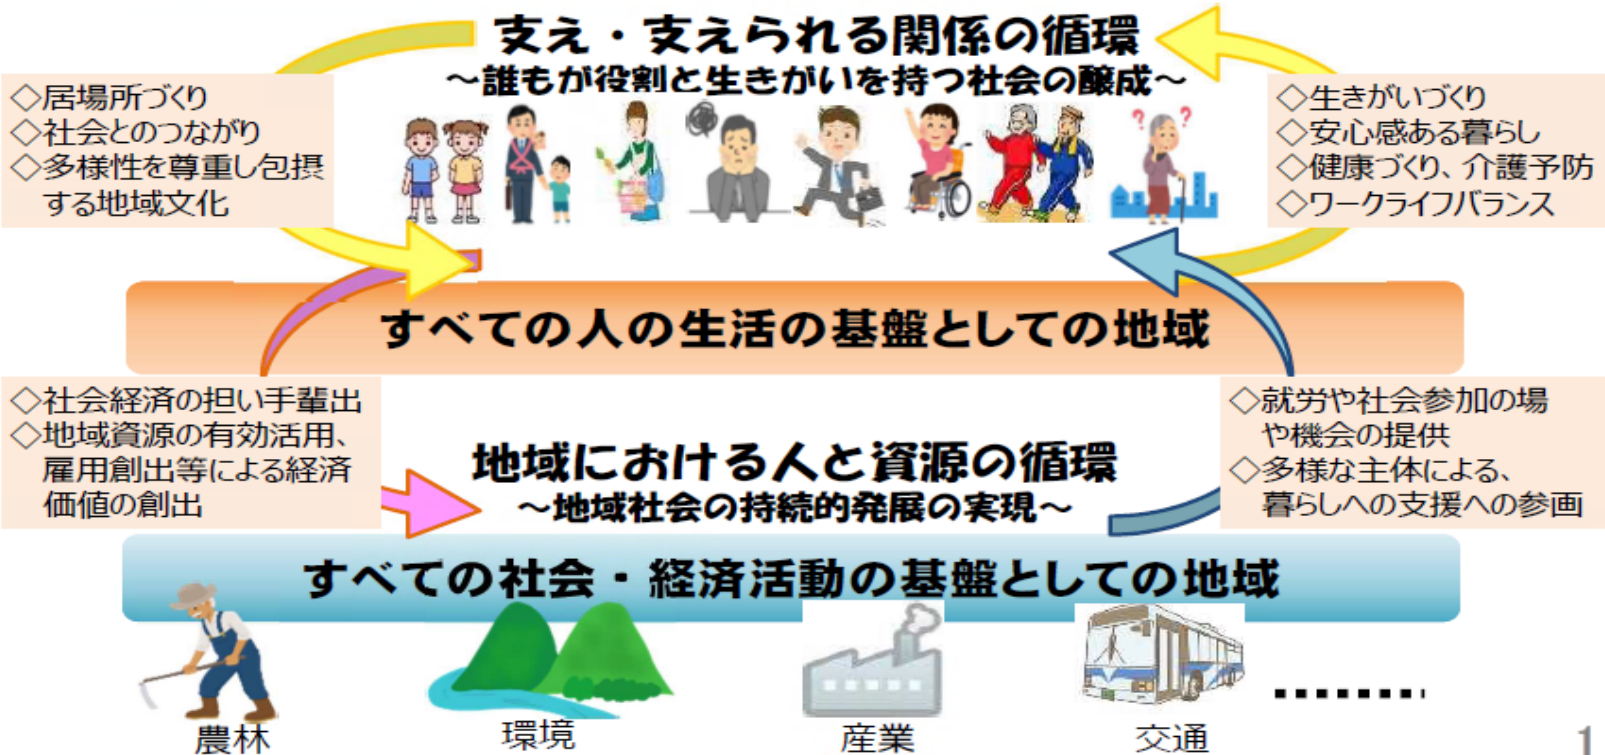 支え・支えられる関係の循環
～誰もが役割と生きがいを持つ社会の醸成～
◇居場所づくり
◇社会とのつながり
◇多様性を尊重し包摂
する地域文化
◇生きがいづくり
◇安心感ある暮らし
◇健康づくり、介護予防
◇ワークライフバランス
? ?
すべての人の生活の基盤としての地域
◇社会経済の担い手輩出
◇地域資源の有効活用、
雇用創出等による経済
価値の創出
地域における人と資源の循環
～地域社会の持続的発展の実現～
◇就労や社会参加の場
や機会の提供
◇多様な主体による、
暮らしへの支援への参画
すべての社会・経済活動の基盤としての地域
農林
環境
産業
交通
1